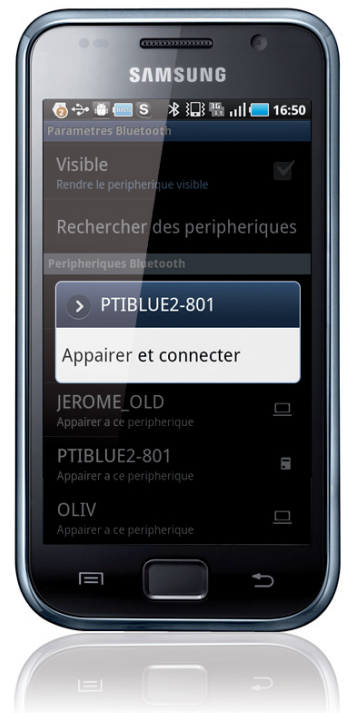 SAMSUNG
S 3G 16:50
Parametres Bluetooth
Visible
Rendre le peripherique visible
Rechercher des peripheriques
Peripheriques Bluetooth
PTIBLUE2-801
Appairer et connecter
JEROME_OLD
Appairer a ce peripherique
PTIBLUE2-801
Appairer a ce peripherique
OLIV
Appairer a ce peripherique